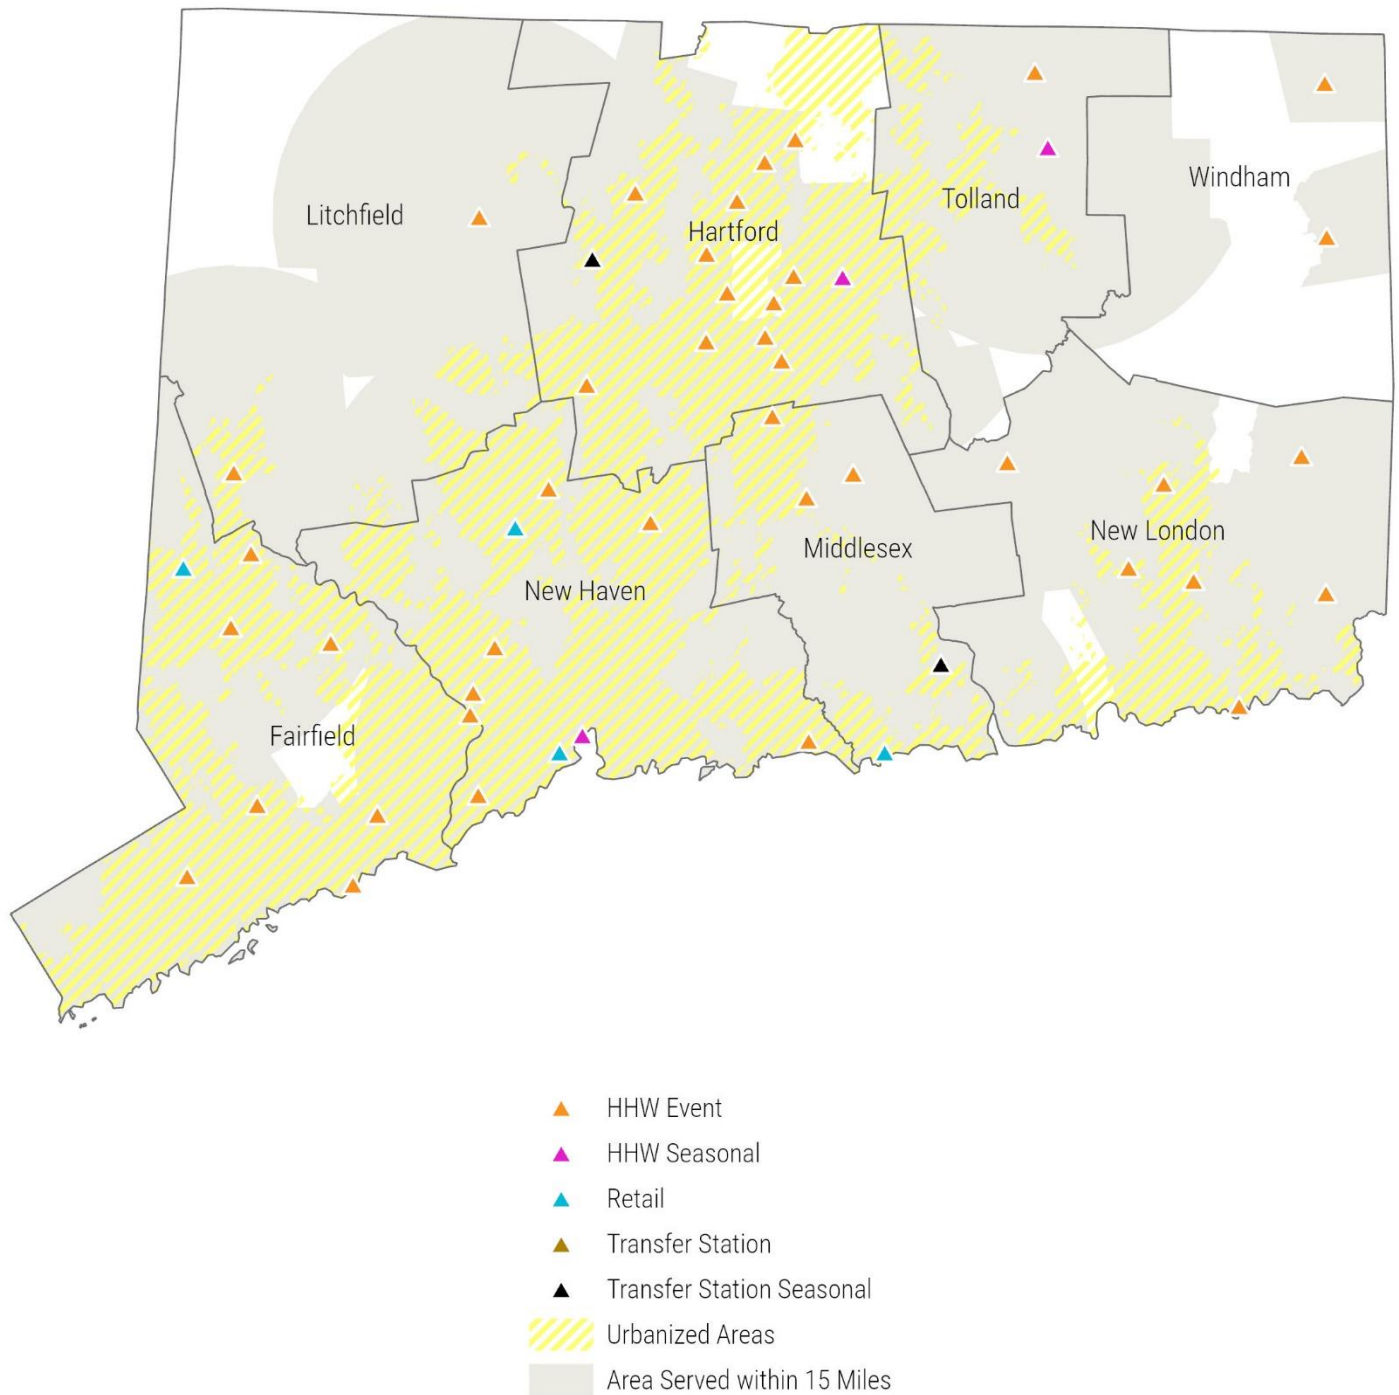 Windham
Tolland
Litchfield
Hartford
New London
Middlesex
New Haven
Fairfield
HHW Event
HHW Seasonal
Retail
Transfer Station
Transfer Station Seasonal
Urbanized Areas
Area Served within 15 Miles